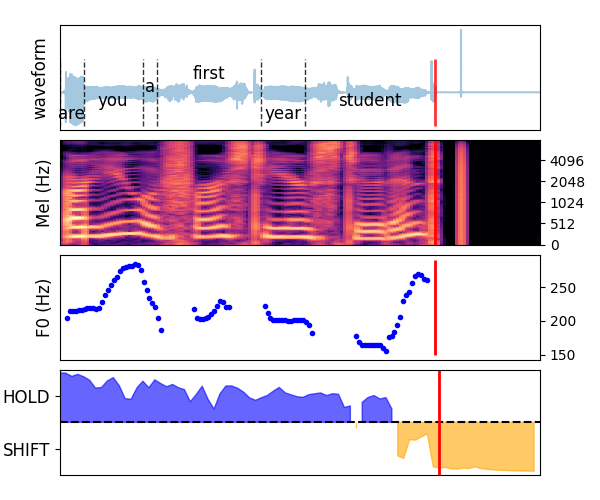 waveform
are you a first year student
Mel (Hz)
4096
2048
1024
512
0
F0 (Hz)
250
200
150
HOLD
SHIFT